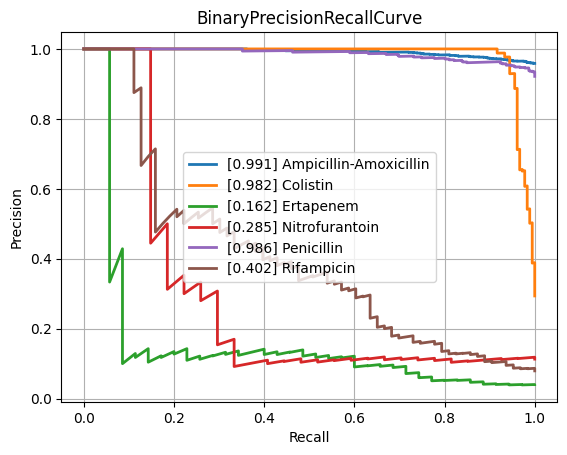 BinaryPrecisionRecallCurve
1.0
0.8
0.6
0.4
0.2
0.0
Precision
[0.991] Ampicillin-Amoxicillin
[0.982] Colistin
[0.162] Ertapenem
[0.285] Nitrofurantoin
[0.986] Penicillin
[0.402] Rifampicin
0.0 0.2 0.4 0.6 0.8 1.0
Recall